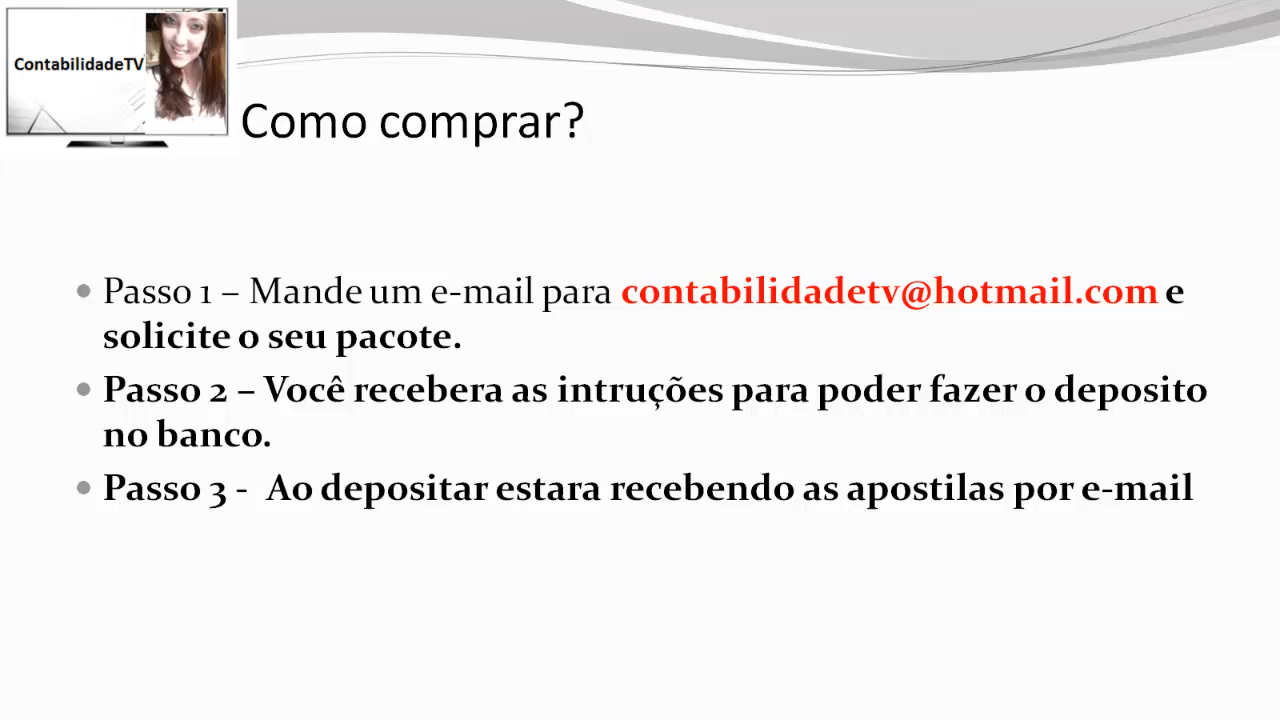 ContabilidadeTV
Como comprar?
• Passo 1 – Mande um e-mail para contabilidadetv@hotmail.com e
solicite o seu pacote.
• Passo 2 – Você recebera as intruções para poder fazer o deposito
no banco.
• Passo 3 - Ao depositar estara recebendo as apostilas por e-mail